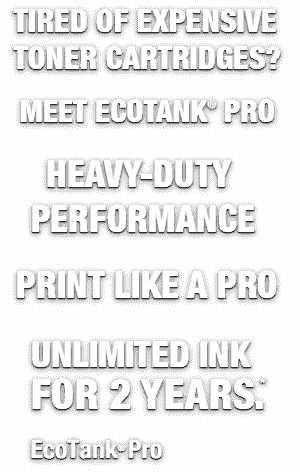 TIRED OF EXPENSIVE
TONER CARTRIDGES?
MEET ECOTANK® PRO
HEAVY-DUTY
PERFORMANCE
PRINT LIKE A PRO
UNLIMITED INK
FOR 2 YEARS.*
EcoTank® Pro